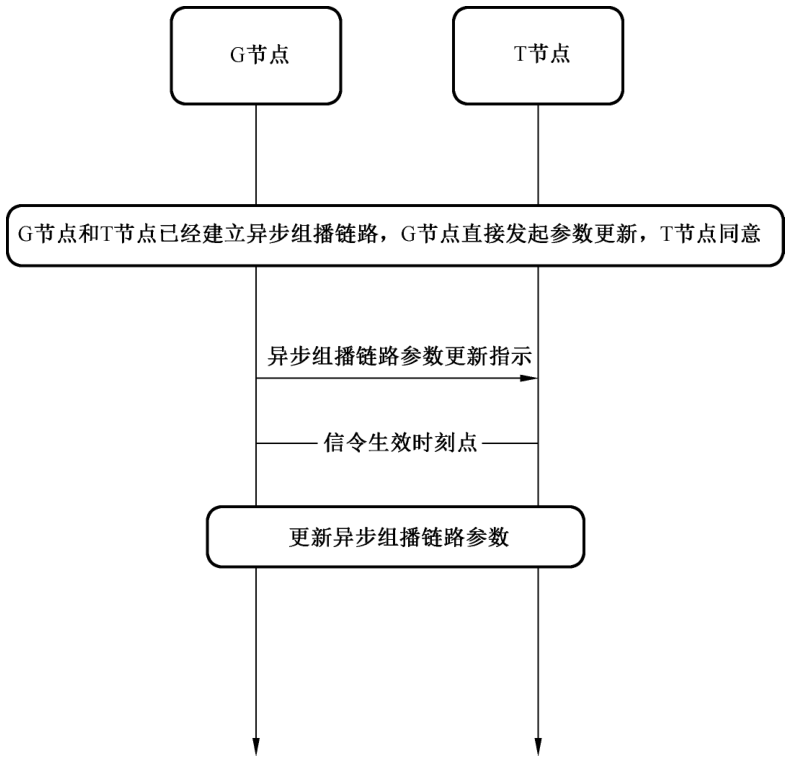 G节点
T节点
G节点和T节点已经建立异步组播链路，G节点直接发起参数更新，T节点同意
异步组播链路参数更新指示
信令生效时刻点
更新异步组播链路参数